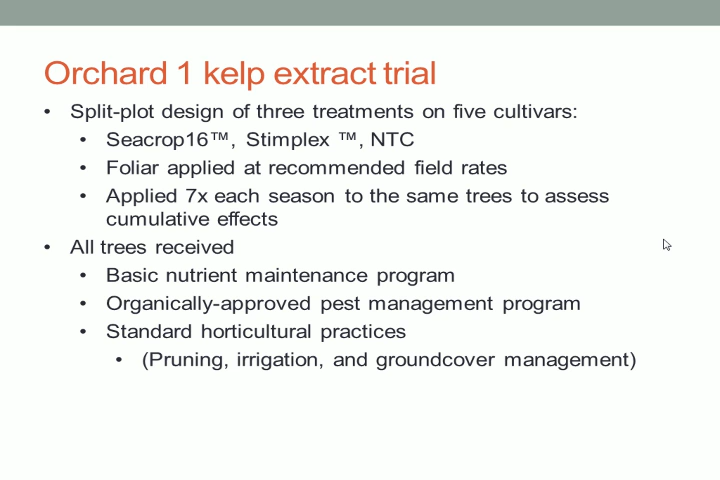 Orchard 1 kelp extract trial
• Split-plot design of three treatments on five cultivars:
• Seacrop16™, Stimplex ™, NTC
• Foliar applied at recommended field rates
• Applied 7x each season to the same trees to assess
cumulative effects
• All trees received
• Basic nutrient maintenance program
• Organically-approved pest management program
• Standard horticultural practices
• (Pruning, irrigation, and groundcover management)